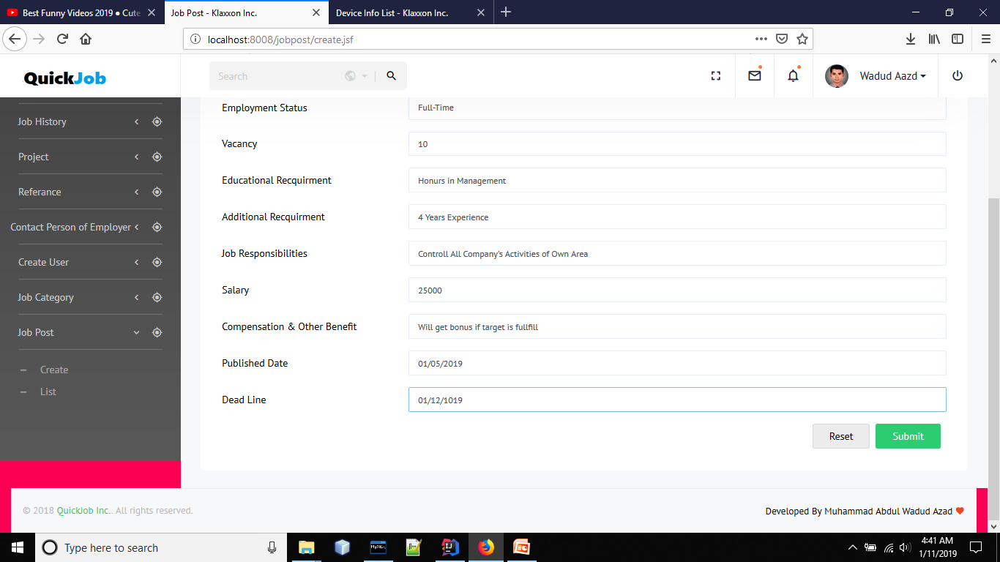 Best Funny Videos 2019 ● Cute
Job Post - Klaxxon Inc.
Device Info List - Klaxxon Inc.
localhost:8008/jobpost/create.jsf
QuickJob
Search
Wadud Aazd
Job History
Project
Referance
Contact Person of Employer
Create User
Job Category
Job Post
Create
List
Employment Status
Full-Time
Vacancy
10
Educational Recquirment
Honurs in Management
Additional Recquirment
4 Years Experience
Job Responsibilities
Controll All Company's Activities of Own Area
Salary
25000
Compensation & Other Benefit
Will get bonus if target is fullfill
Published Date
01/05/2019
Dead Line
01/12/1019
Reset
Submit
© 2018 QuickJob Inc.. All rights reserved.
Developed By Muhammad Abdul Wadud Azad
Type here to search
4:41 AM
1/11/2019